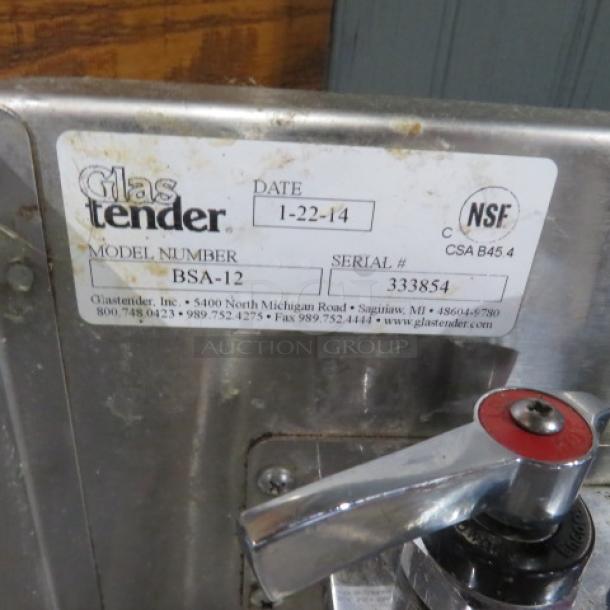 Glas
tender®
DATE
1-22-14
NSF
C
CSA B45.4
MODEL NUMBER
BSA-12
SERIAL #
333854
Glastender, Inc. • 5400 North Michigan Road • Saginaw, MI • 48604-9780
800.748.0423 • 989.752.4275 • Fax 989.752.4444 • www.glastender.com
AUCTION GROUP